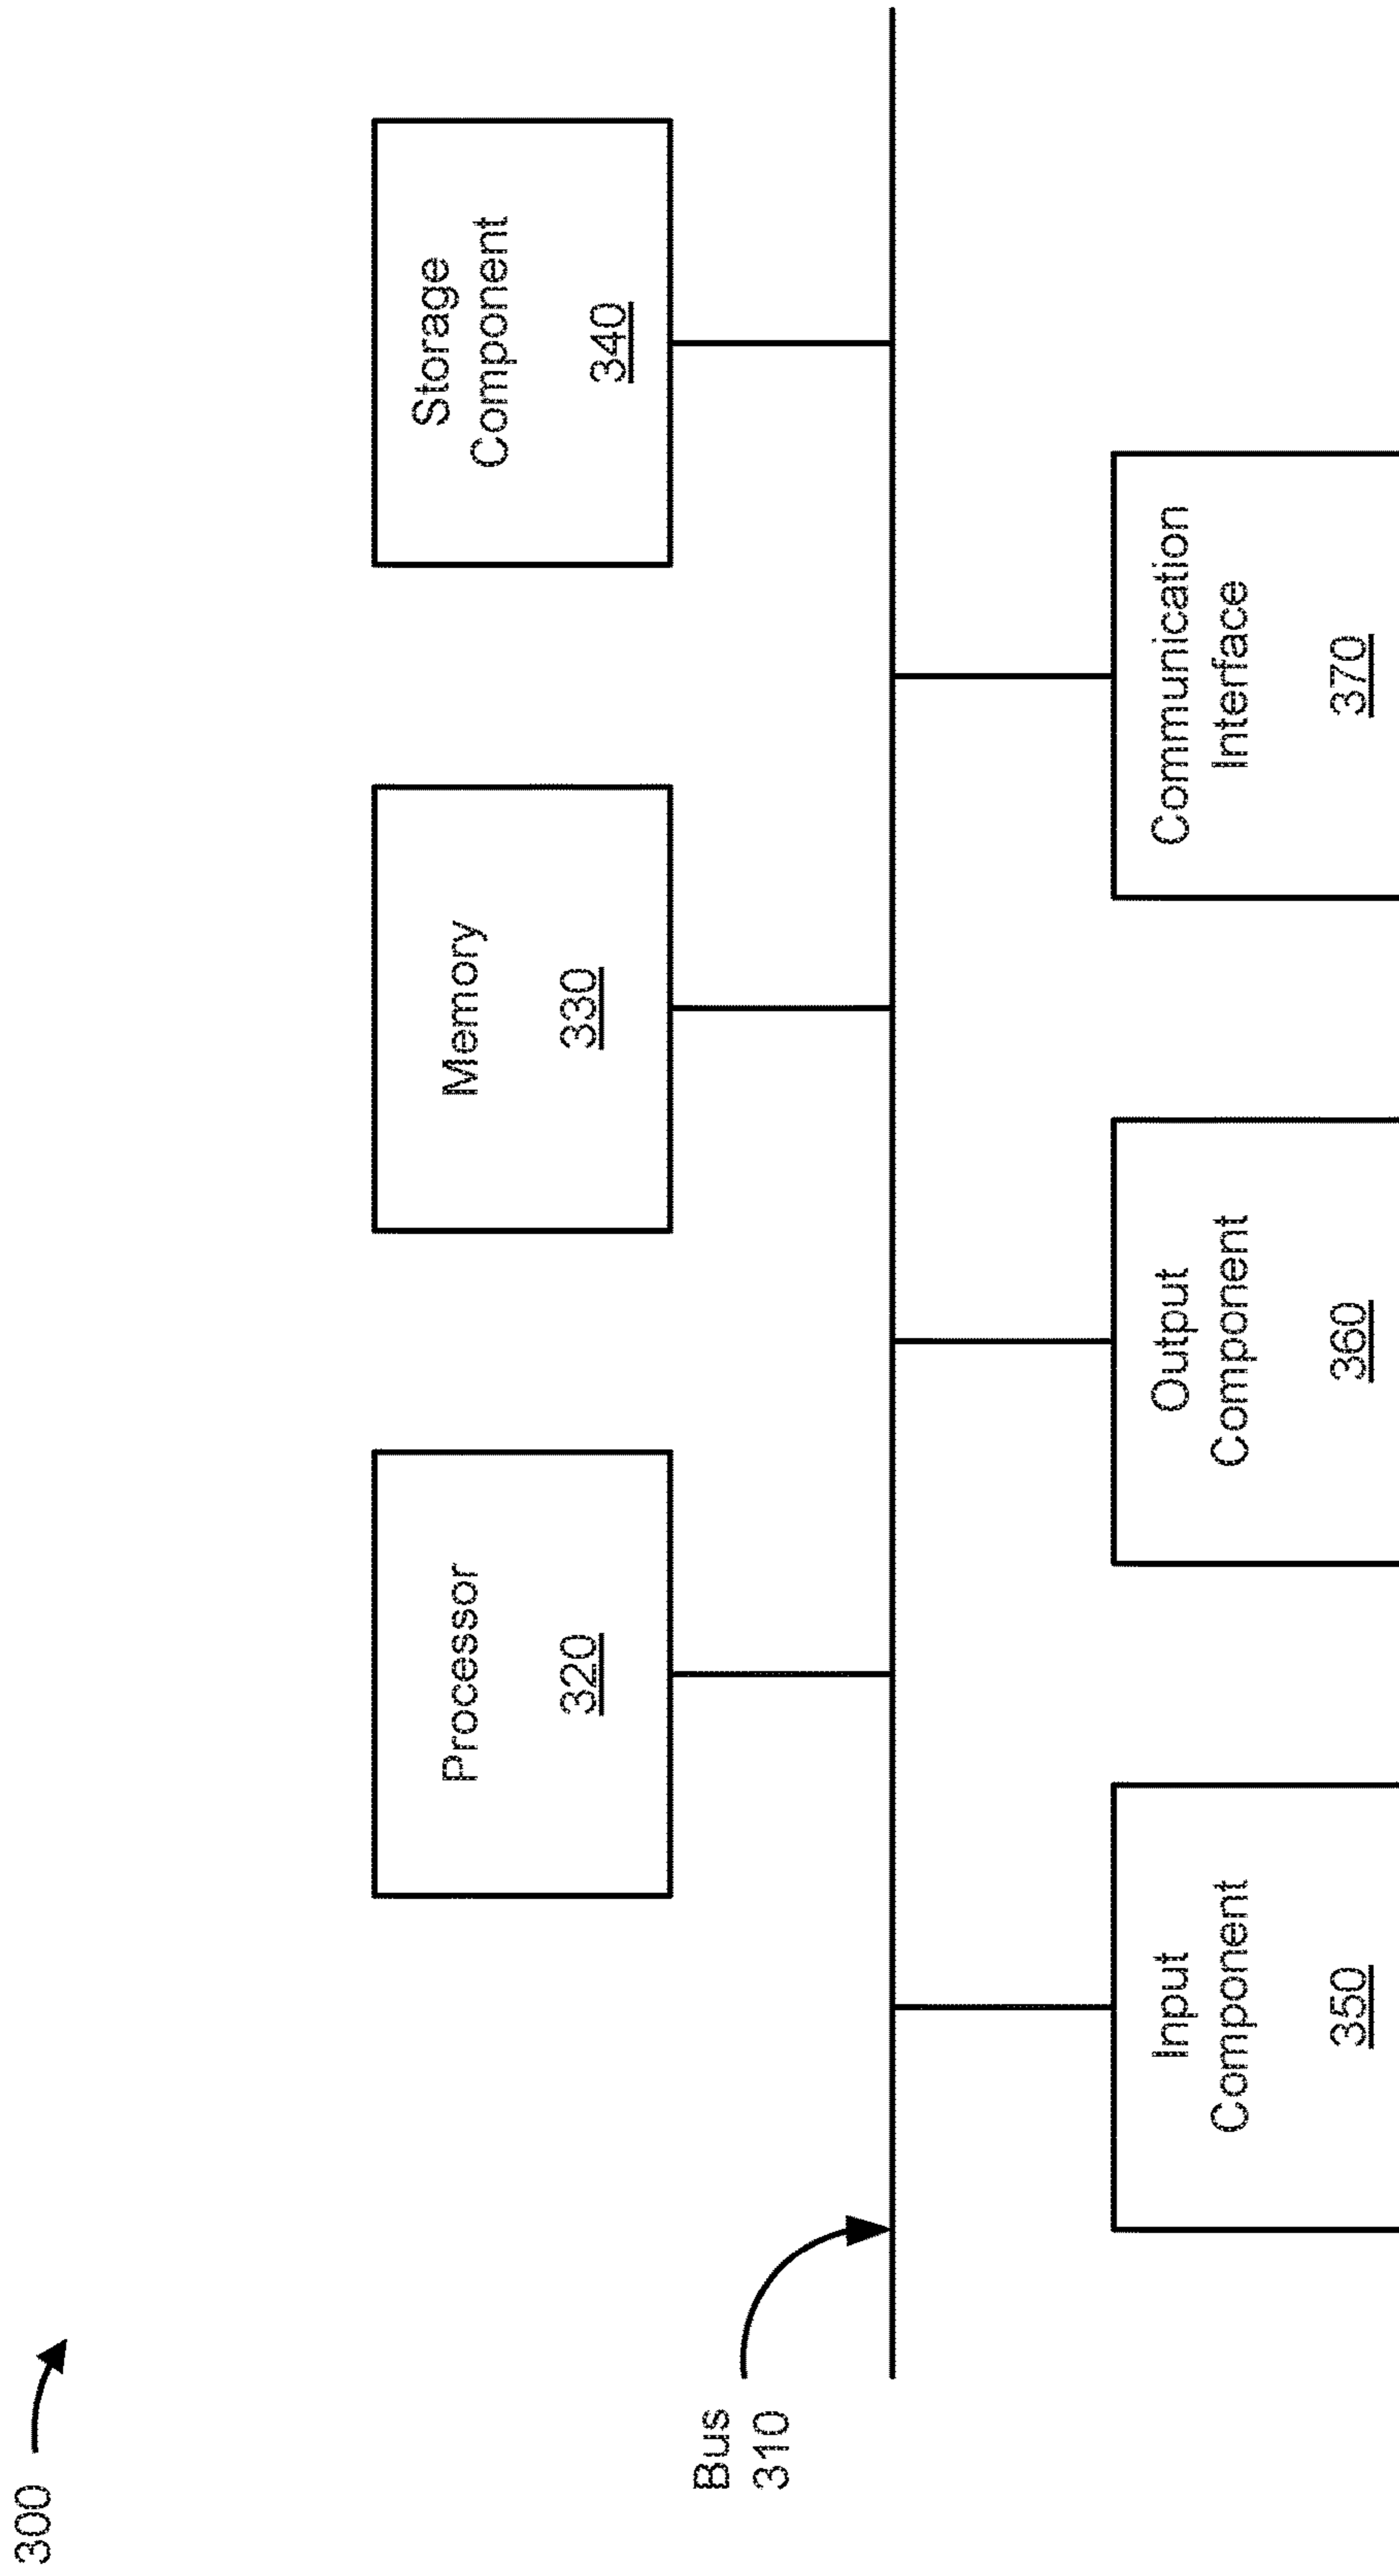 300
Bus
310
Processor
320
Memory
330
Storage
Component
340
Input
Component
350
Output
Component
360
Communication
Interface
370